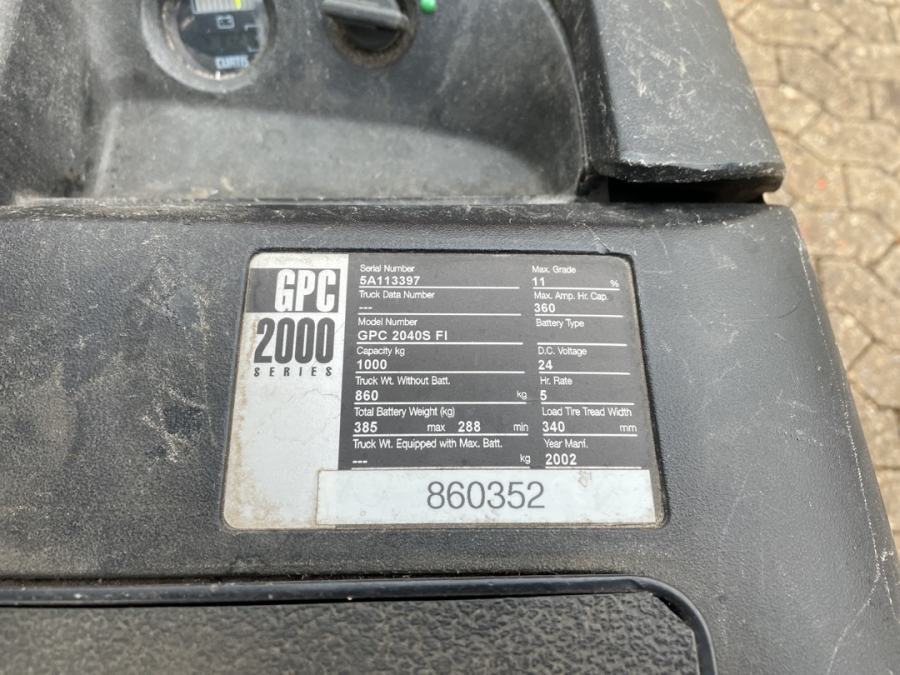 CURTIS
GPC
2000
SERIES
Serial Number
5A113397
Truck Data Number
---
Model Number
GPC 2040S FI
Capacity kg
1000
Truck Wt. Without Batt.
860 kg
Total Battery Weight (kg)
385 max 288 min
Truck Wt. Equipped with Max. Batt.
--- kg
Max. Grade
11 %
Max. Amp. Hr. Cap.
360
Battery Type
D.C. Voltage
24
Hr. Rate
5
Load Tire Tread Width
340 mm
Year Manf.
2002
860352